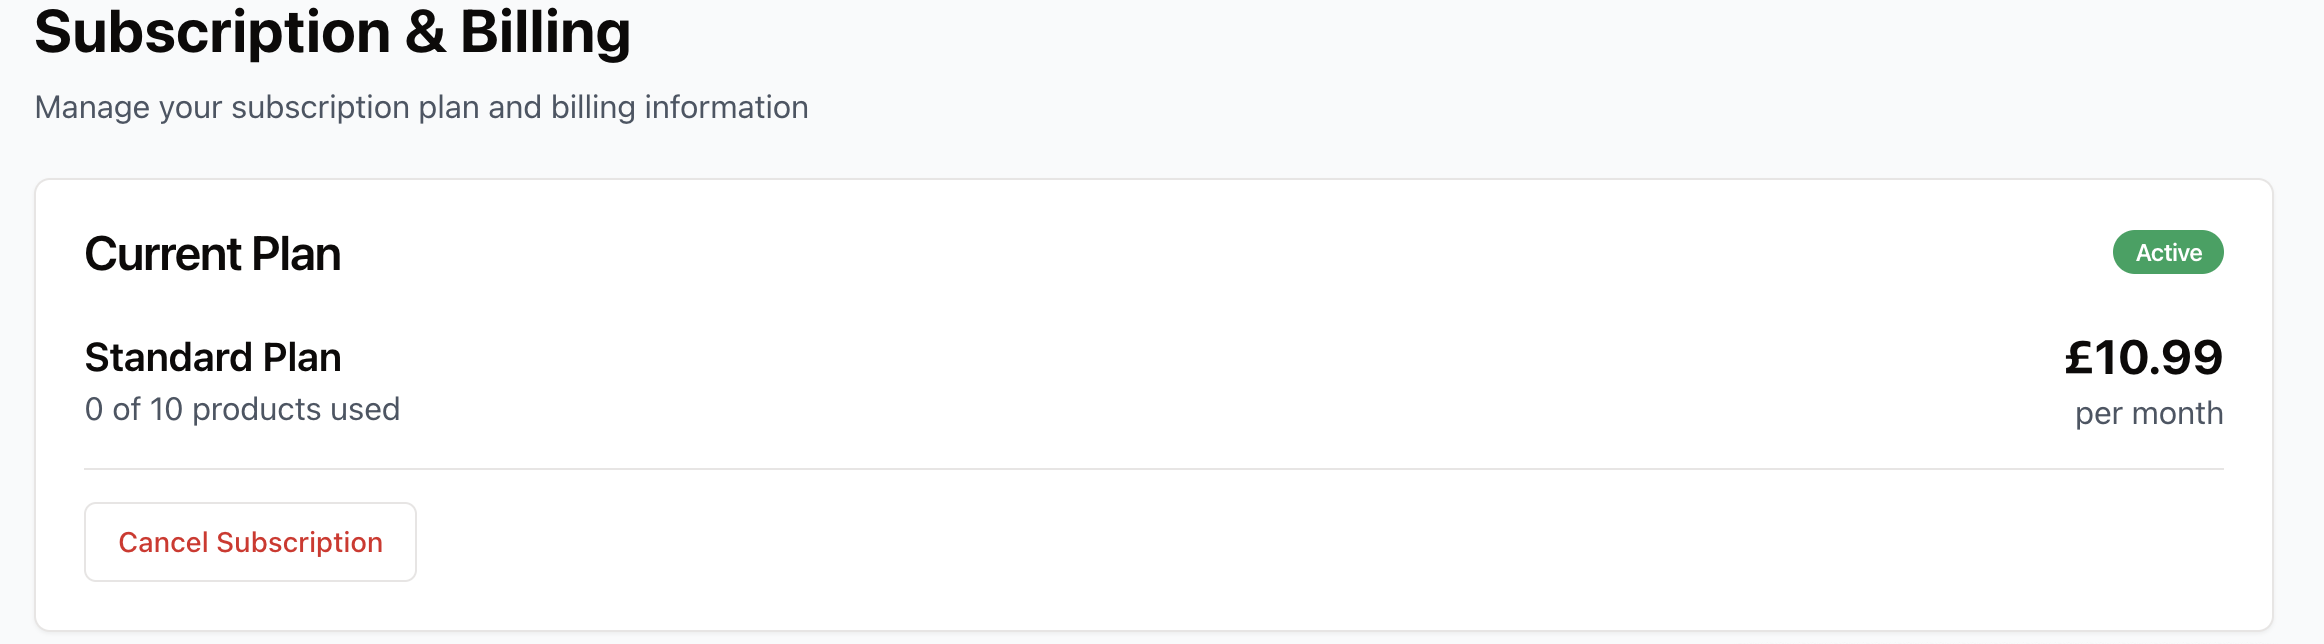 Subscription & Billing
Manage your subscription plan and billing information
Current Plan
Active
Standard Plan
£10.99
0 of 10 products used
per month
Cancel Subscription